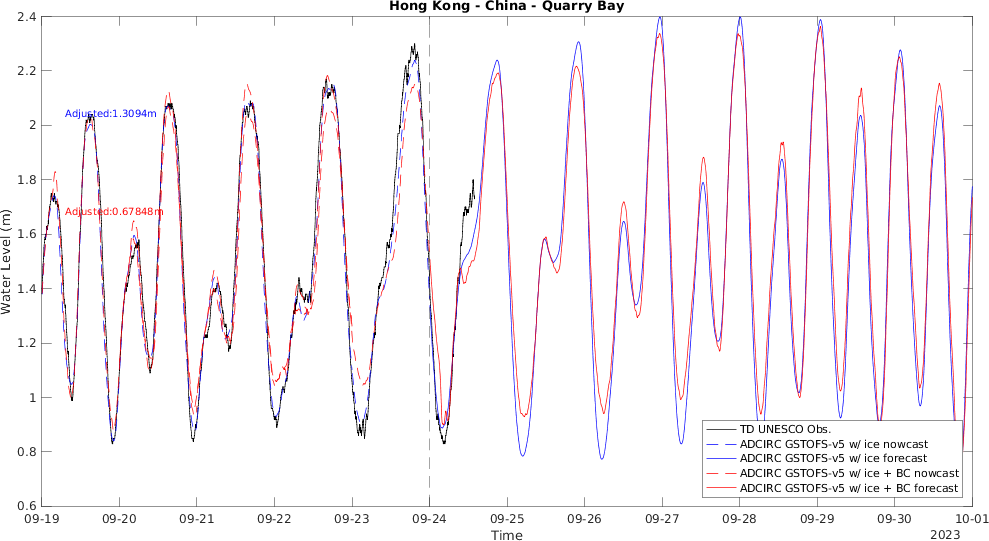 Hong Kong - China - Quarry Bay
2.4
2.2
2
1.8
1.6
1.4
1.2
1
0.8
0.6
Water Level (m)
Adjusted:1.3094m
Adjusted:0.67848m
TD UNESCO Obs.
ADCIRC GSTOFS-v5 w/ ice nowcast
ADCIRC GSTOFS-v5 w/ ice forecast
ADCIRC GSTOFS-v5 w/ ice + BC nowcast
ADCIRC GSTOFS-v5 w/ ice + BC forecast
09-19 09-20 09-21 09-22 09-23 09-24 09-25 09-26 09-27 09-28 09-29 09-30 10-01
Time
2023